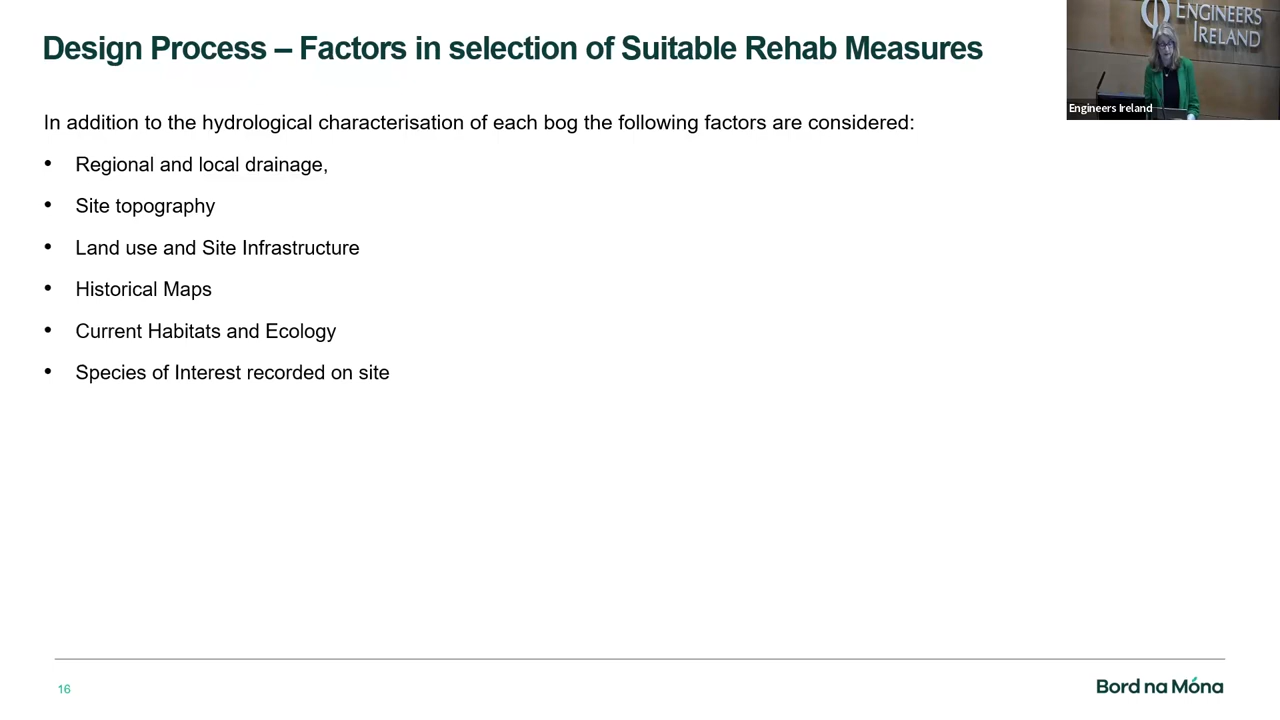 Design Process – Factors in selection of Suitable Rehab Measures
ENGINEERS
IRELAND
Engineers Ireland
In addition to the hydrological characterisation of each bog the following factors are considered:
• Regional and local drainage,
• Site topography
• Land use and Site Infrastructure
• Historical Maps
• Current Habitats and Ecology
• Species of Interest recorded on site
16
Bord na Móna